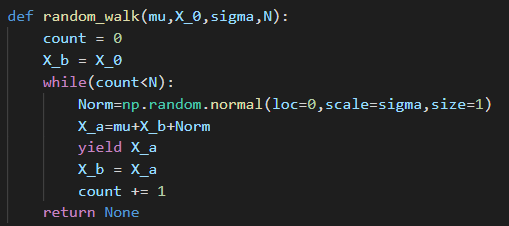 def random_walk(mu,X_0,sigma,N):
    count = 0
    X_b = X_0
    while(count<N):
        Norm=np.random.normal(loc=0,scale=sigma,size=1)
        X_a=mu+X_b+Norm
        yield X_a
        X_b = X_a
        count += 1
    return None